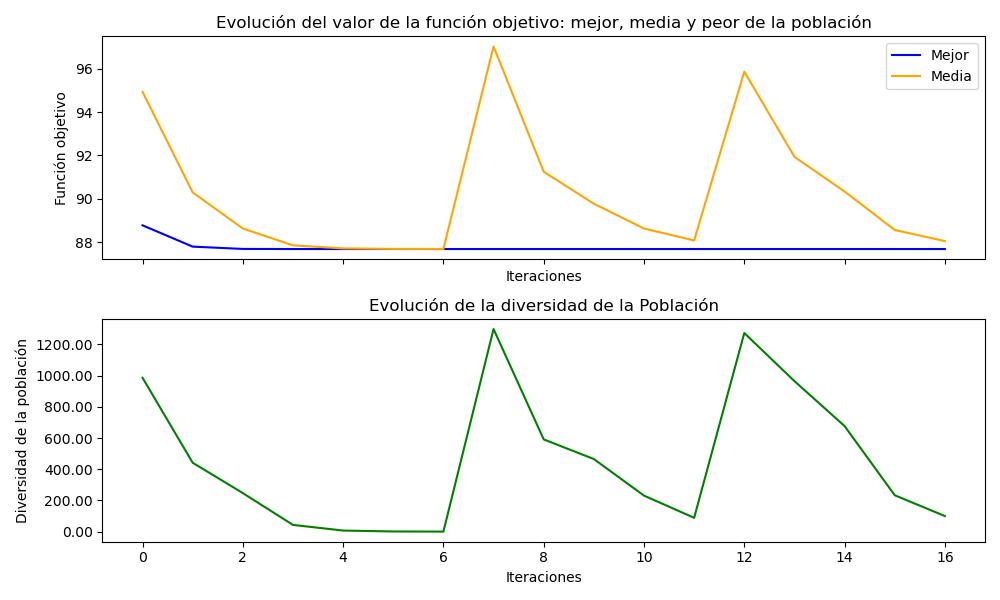 Evolución del valor de la función objetivo: mejor, media y peor de la población
Mejor
Media
96
94
92
90
88
Función objetivo
Iteraciones
Evolución de la diversidad de la Población
1200.00
1000.00
800.00
600.00
400.00
200.00
0.00
Diversidad de la población
0 2 4 6 8 10 12 14 16
Iteraciones